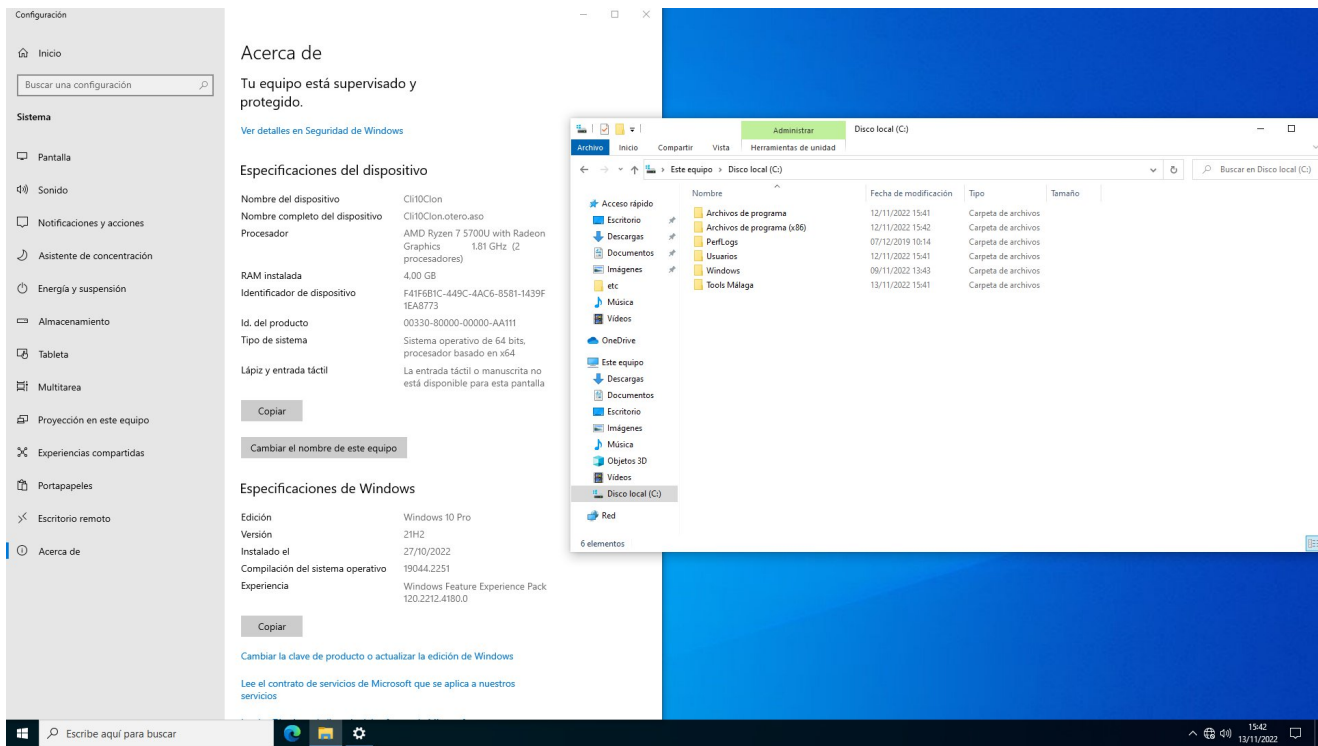 Configuración
Inicio
Buscar una configuración
Sistema
Pantalla
Sonido
Notificaciones y acciones
Asistente de concentración
Energía y suspensión
Almacenamiento
Tableta
Multitarea
Proyección en este equipo
Experiencias compartidas
Portapapeles
Escritorio remoto
Acerca de
Acerca de
Tu equipo está supervisado y
protegido.
Ver detalles en Seguridad de Windows
Especificaciones del dispositivo
Nombre del dispositivo Cli10Clon
Nombre completo del dispositivo Cli10Clon.otero.aso
Procesador AMD Ryzen 7 5700U with Radeon
Graphics 1.81 GHz (2
procesadores)
RAM instalada 4,00 GB
Identificador de dispositivo F41F6B1C-449C-4AC6-8581-1439F
1EA8773
Id. del producto 00330-80000-00000-AA111
Tipo de sistema Sistema operativo de 64 bits,
procesador basado en x64
Lápiz y entrada táctil La entrada táctil o manuscrita no
está disponible para esta pantalla
Copiar
Cambiar el nombre de este equipo
Especificaciones de Windows
Edición Windows 10 Pro
Versión 21H2
Instalado el 27/10/2022
Compilación del sistema operativo 19044.2251
Experiencia Windows Feature Experience Pack
120.2212.4180.0
Copiar
Cambiar la clave de producto o actualizar la edición de Windows
Lee el contrato de servicios de Microsoft que se aplica a nuestros
servicios
Administrar Disco local (C:)
Archivo Inicio Compartir Vista Herramientas de unidad
Este equipo > Disco local (C:) Buscar en Disco local (C:)
Acceso rápido
Escritorio
Descargas
Documentos
Imágenes
etc
Música
Vídeos
OneDrive
Este equipo
Descargas
Documentos
Escritorio
Imágenes
Música
Objetos 3D
Vídeos
Disco local (C:)
Red
Nombre Fecha de modificación Tipo Tamaño
Archivos de programa 12/11/2022 15:41 Carpeta de archivos
Archivos de programa (x86) 12/11/2022 15:42 Carpeta de archivos
PerfLogs 07/12/2019 10:14 Carpeta de archivos
Usuarios 12/11/2022 15:41 Carpeta de archivos
Windows 09/11/2022 13:43 Carpeta de archivos
Tools Málaga 13/11/2022 15:41 Carpeta de archivos
6 elementos
Escribe aquí para buscar
15:42
13/11/2022